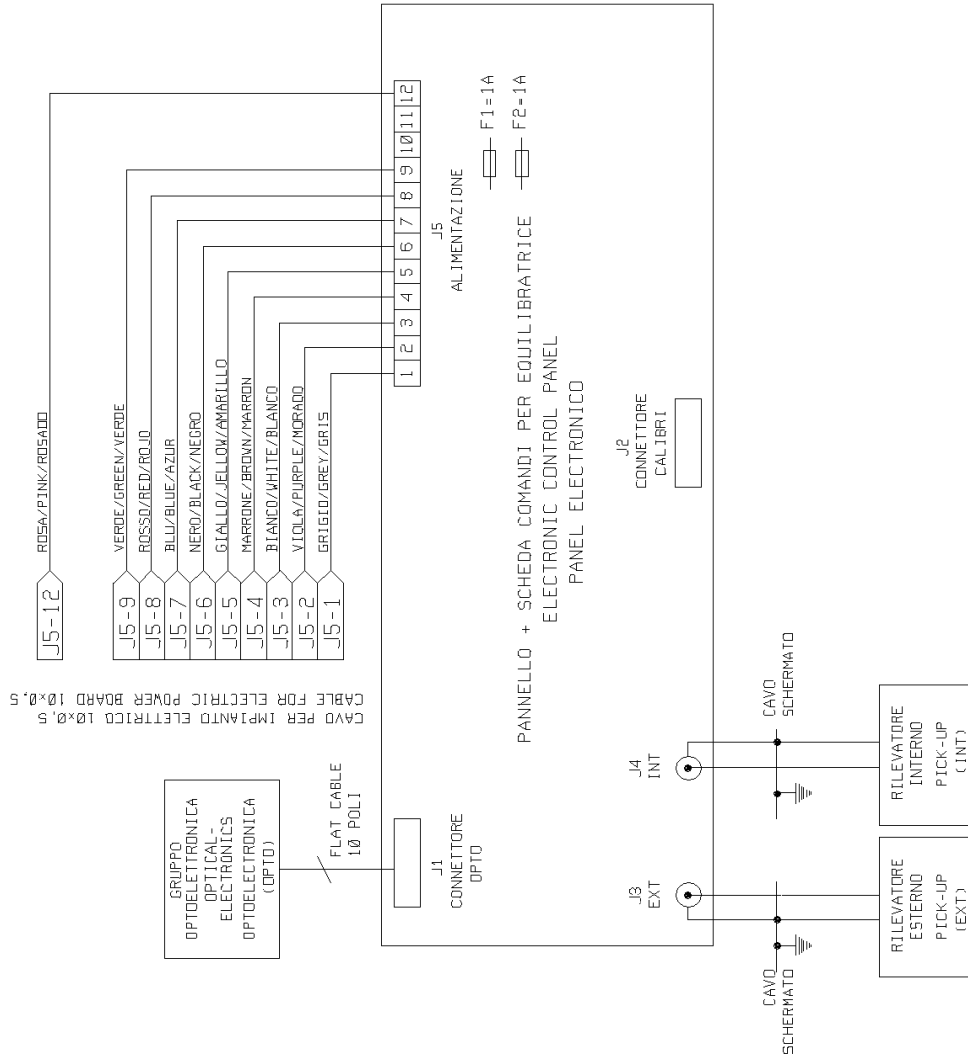 J5-12
ROSA/PINK/ROSADO
J5-9
VERDE/GREEN/VERDE
J5-8
ROSSO/RED/ROJO
J5-7
BLU/BLUE/AZUR
J5-6
NERO/BLACK/NEGRO
J5-5
GIALLO/JELLOW/AMARILLO
J5-4
MARRONE/BROWN/MARRON
J5-3
BIANCO/WHITE/BLANCO
J5-2
VIOLA/PURPLE/MORADO
J5-1
GRIGIO/GREY/GRIS
CAVO PER IMPIANTO ELETTRICO 10x0,5
CABLE FOR ELECTRIC POWER BOARD 10x0,5
1 2 3 4 5 6 7 8 9 10 11 12
J5
ALIMENTAZIONE
F1=1A
F2=1A
GRUPPO
OPTOELETTRONICA
OPTICAL-
ELECTRONICS
OPTOELECTRONICA
(OPTO)
FLAT CABLE
10 POLI
J1
CONNETTORE
OPTO
PANNELLO + SCHEDA COMANDI PER EQUILIBRATRICE
ELECTRONIC CONTROL PANEL
PANEL ELECTRONICO
J2
CONNETTORE
CALIBRI
J3
EXT
J4
INT
CAVO
SCHERMATO
CAVO
SCHERMATO
RILEVATORE
ESTERNO
PICK-UP
(EXT)
RILEVATORE
INTERNO
PICK-UP
(INT)